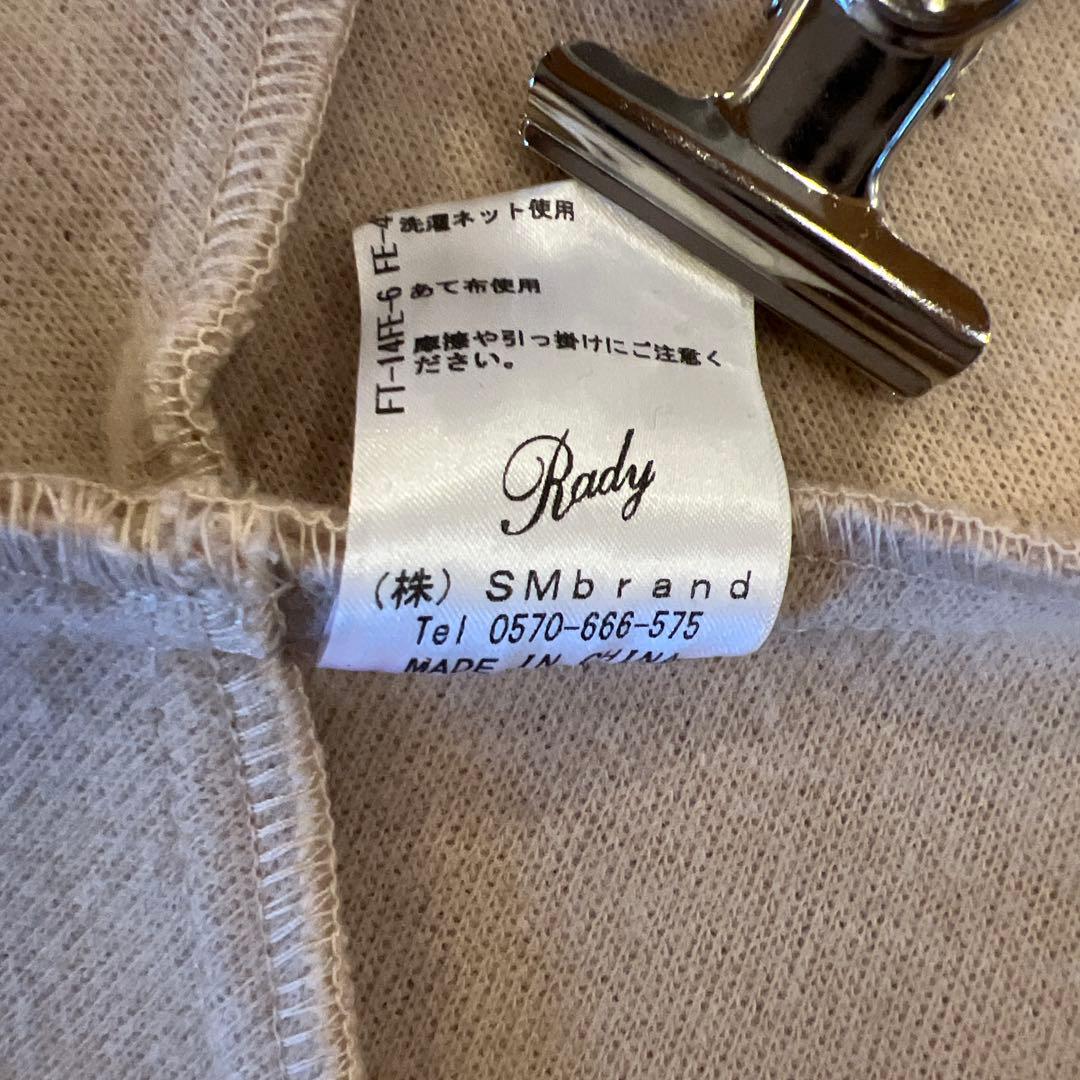 洗濯ネット使用
あて布使用
摩擦や引っ掛けにご注意く
ださい。
FT-14FE-6 FE-4
Rady
(株) SMbrand
Tel 0570-666-575
MADE IN CHINA